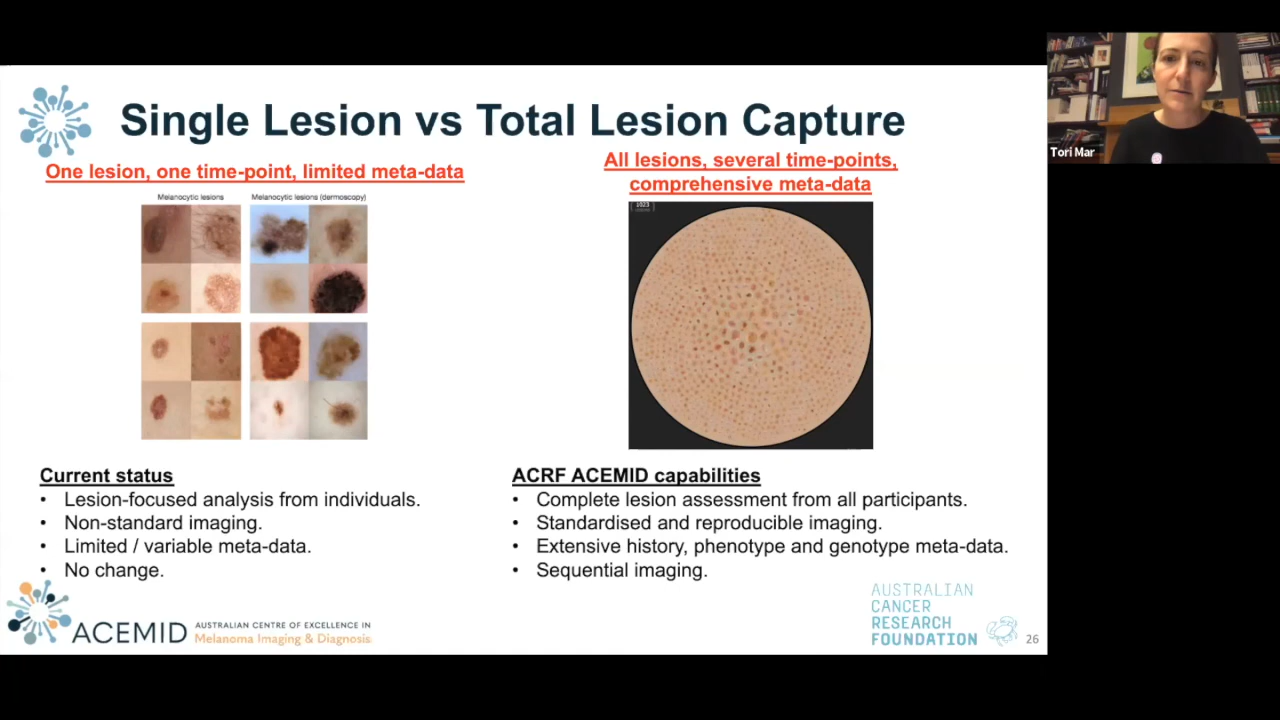 Single Lesion vs Total Lesion Capture
One lesion, one time-point, limited meta-data
Melanocytic lesions
Melanocytic lesions (dermoscopy)
All lesions, several time-points,
comprehensive meta-data
1023
Current status
• Lesion-focused analysis from individuals.
• Non-standard imaging.
• Limited / variable meta-data.
• No change.
ACRF ACEMID capabilities
• Complete lesion assessment from all participants.
• Standardised and reproducible imaging.
• Extensive history, phenotype and genotype meta-data.
• Sequential imaging.
ACEMID
AUSTRALIAN CENTRE OF EXCELLENCE IN
Melanoma Imaging & Diagnosis
AUSTRALIAN
CANCER
RESEARCH
FOUNDATION
26
Tori Mar